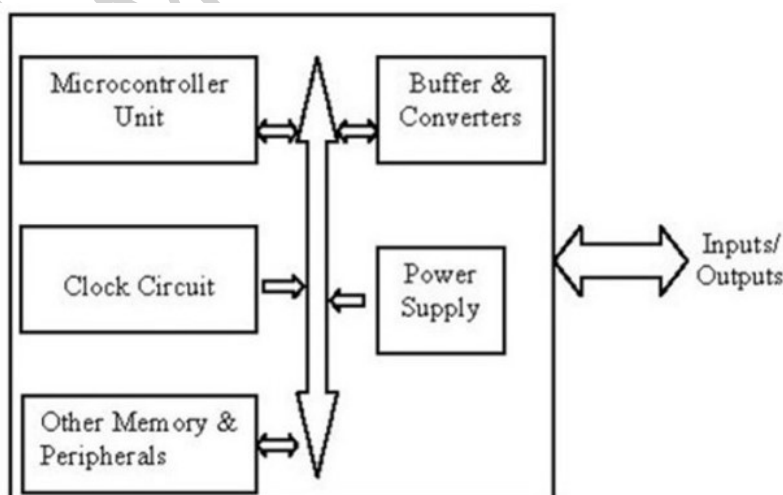 Microcontroller
Unit
Buffer &
Converters
Clock Circuit
Power
Supply
Inputs/
Outputs
Other Memory &
Peripherals